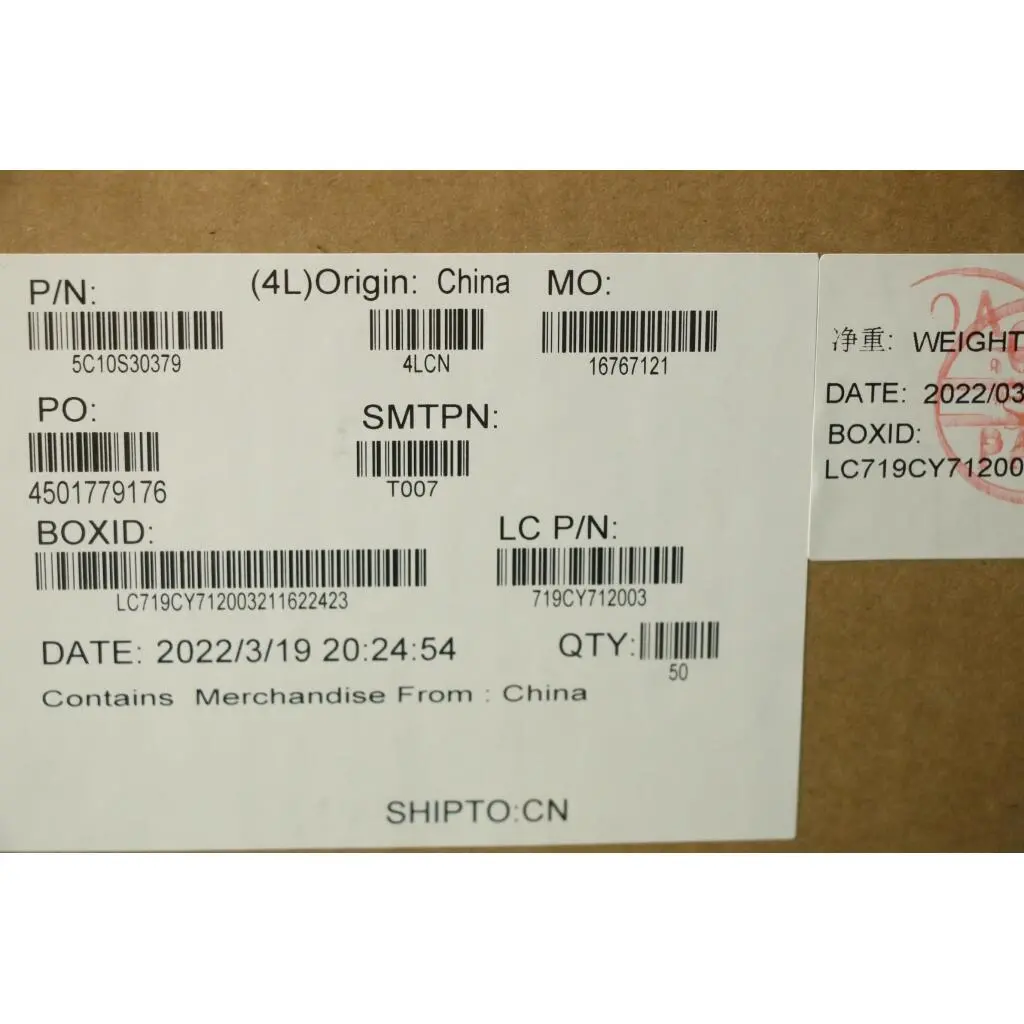 P/N: (4L)Origin: China MO:
5C10S30379 4LCN 16767121
PO: SMTPN:
4501779176 T007
BOXID: LC P/N:
LC719CY712003211622423 719CY712003
DATE: 2022/3/19 20:24:54 QTY:
50
Contains Merchandise From : China
SHIPTO:CN
净重: WEIGHT
DATE: 2022/03
BOXID:
LC719CY71200